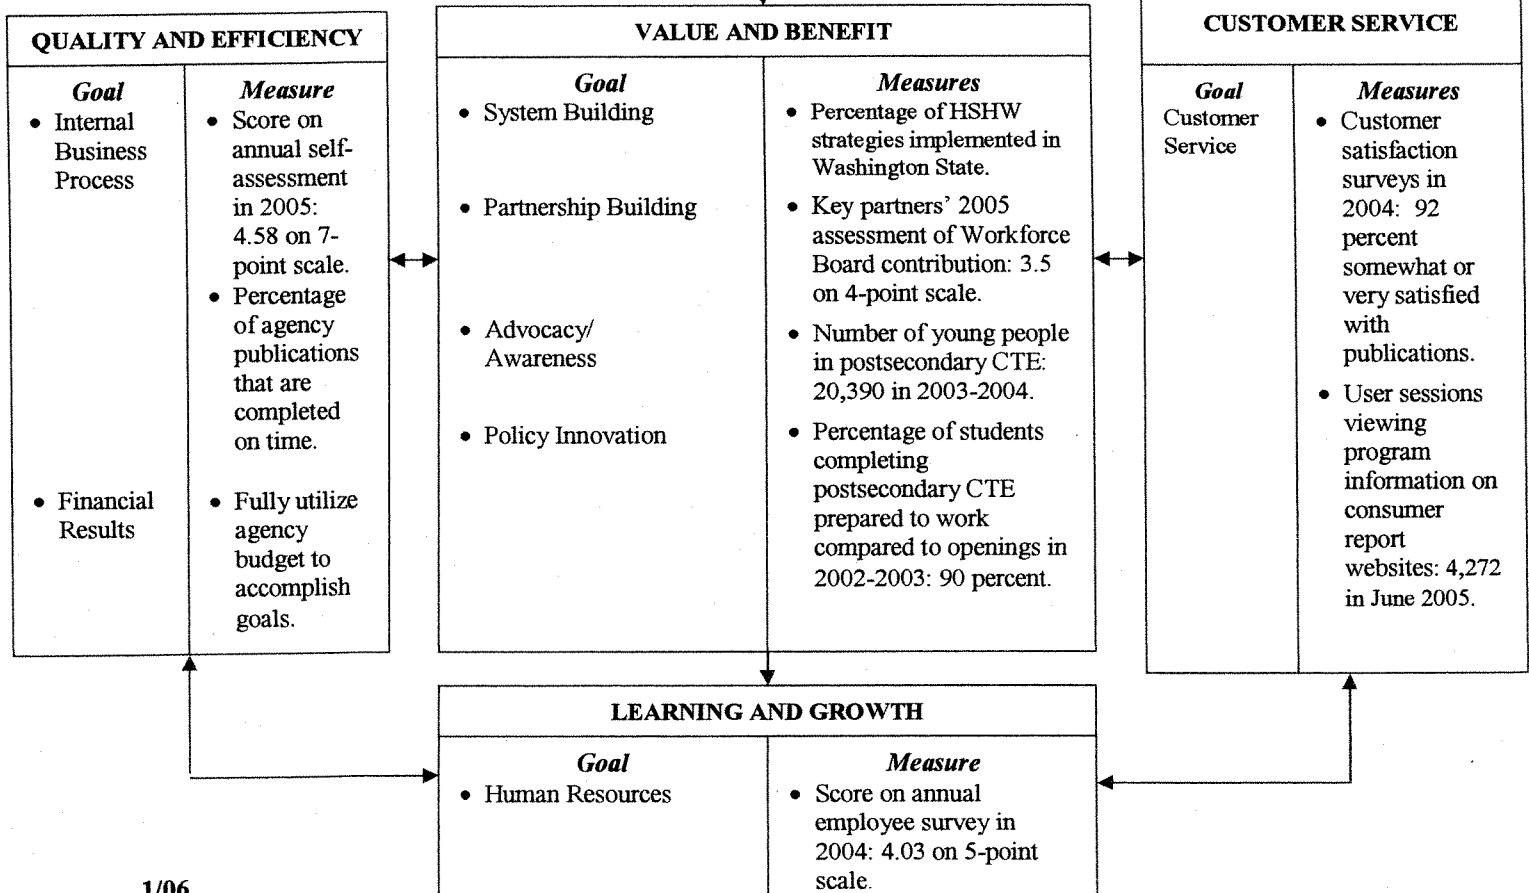 QUALITY AND EFFICIENCY
Goal
• Internal
Business
Process
• Financial
Results
Measure
• Score on
annual self-
assessment
in 2005:
4.58 on 7-
point scale.
• Percentage
of agency
publications
that are
completed
on time.
• Fully utilize
agency
budget to
accomplish
goals.
VALUE AND BENEFIT
Goal
• System Building
• Partnership Building
• Advocacy/
Awareness
• Policy Innovation
Measures
• Percentage of HSHW
strategies implemented in
Washington State.
• Key partners’ 2005
assessment of Workforce
Board contribution: 3.5
on 4-point scale.
• Number of young people
in postsecondary CTE:
20,390 in 2003-2004.
• Percentage of students
completing
postsecondary CTE
prepared to work
compared to openings in
2002-2003: 90 percent.
CUSTOMER SERVICE
Goal
Customer
Service
Measures
• Customer
satisfaction
surveys in
2004: 92
percent
somewhat or
very satisfied
with
publications.
• User sessions
viewing
program
information on
consumer
report
websites: 4,272
in June 2005.
LEARNING AND GROWTH
Goal
• Human Resources
Measure
• Score on annual
employee survey in
2004: 4.03 on 5-point
scale.
1/06